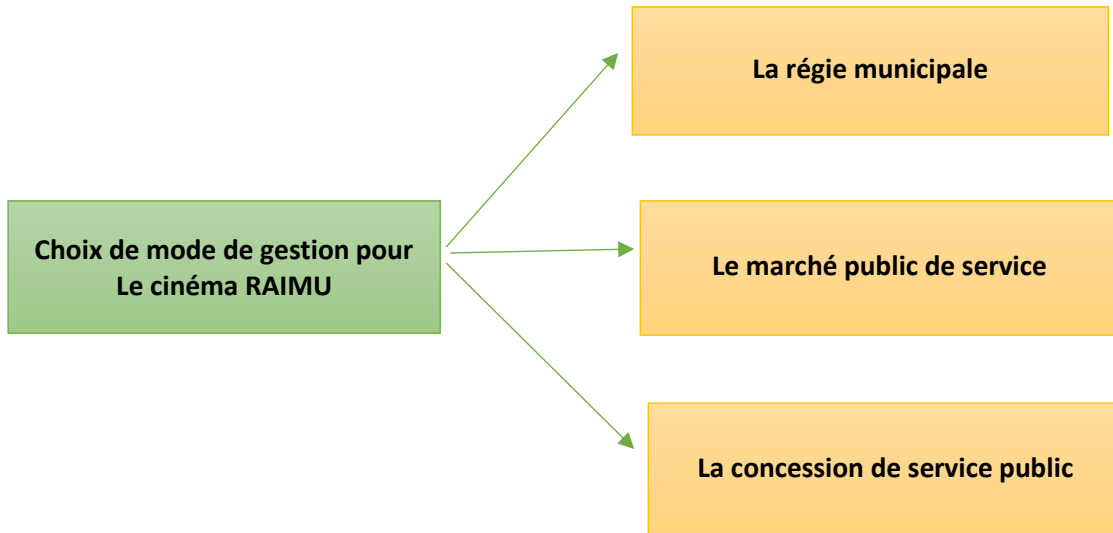 La régie municipale
Choix de mode de gestion pour
Le cinéma RAIMU
Le marché public de service
La concession de service public